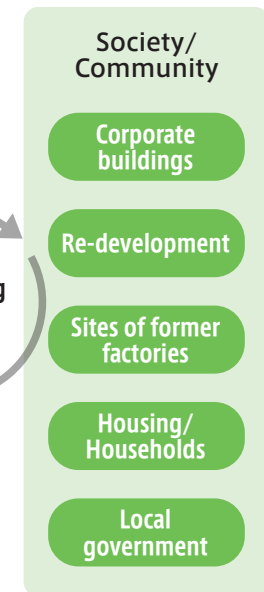 Society/
Community
Corporate
buildings
Re-development
Sites of former
factories
Housing/
Households
Local
government